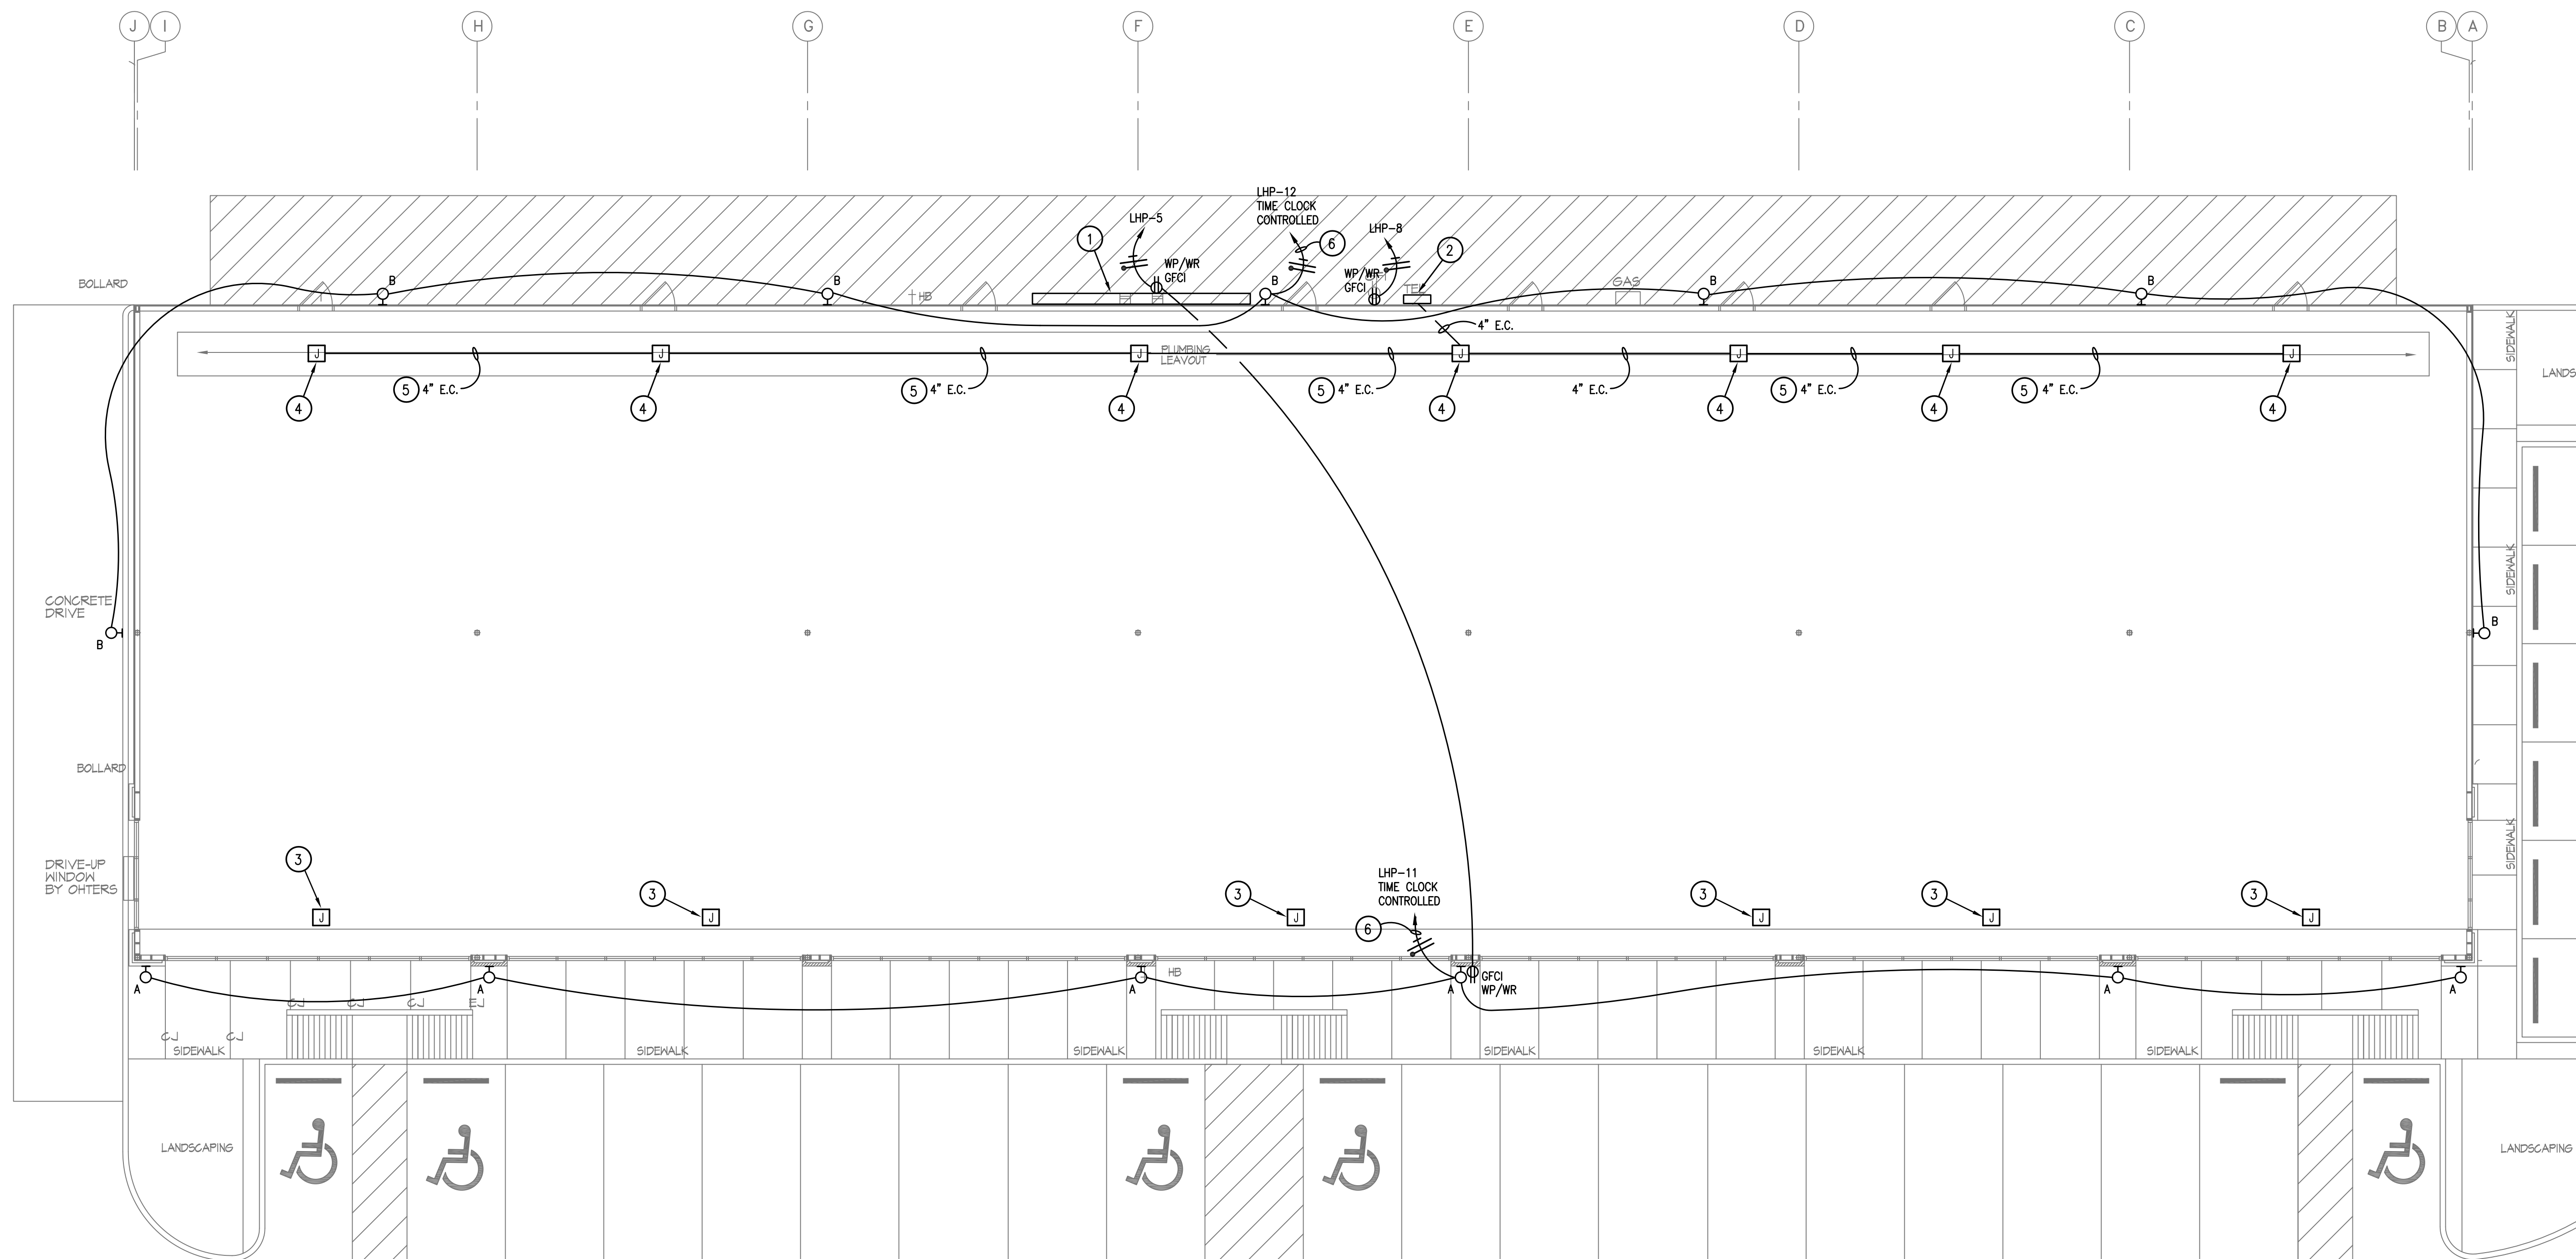 J I H G F E D C B A
LHP-12
TIME CLOCK
CONTROLLED
LHP-5
LHP-8
1
6
2
WP/WR
GFCI
WP/WR
GFCI
BOLLARD
B
B
B
B
B
HB
TEL
GAS
4" E.C.
SIDEWALK
J J J J J J J
PLUMBING
LEAVOUT
LANDS
5 4" E.C.
5 4" E.C.
5 4" E.C.
4" E.C.
5 4" E.C.
5 4" E.C.
4 4 4 4 4 4 4
SIDEWALK
CONCRETE
DRIVE
B
B
BOLLARD
SIDEWALK
DRIVE-UP
WINDOW
BY OHTERS
3
3
3
3
3
3
LHP-11
TIME CLOCK
CONTROLLED
6
J J J J J J
HB
GFCI
WP/WR
A A A A A A
CJ CJ CJ EJ
CJ CJ
SIDEWALK SIDEWALK SIDEWALK SIDEWALK SIDEWALK SIDEWALK
LANDSCAPING
LANDSCAPING